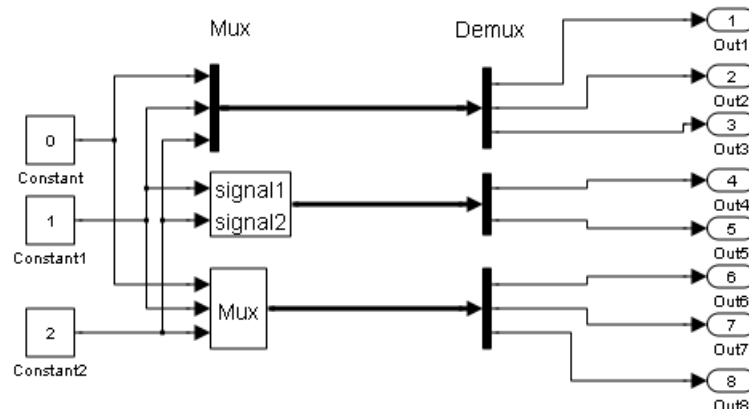 Mux
Demux
1
Out1
2
Out2
3
Out3
0
Constant
signal1
signal2
4
Out4
1
Constant1
5
Out5
Mux
6
Out6
2
Constant2
7
Out7
8
Out8